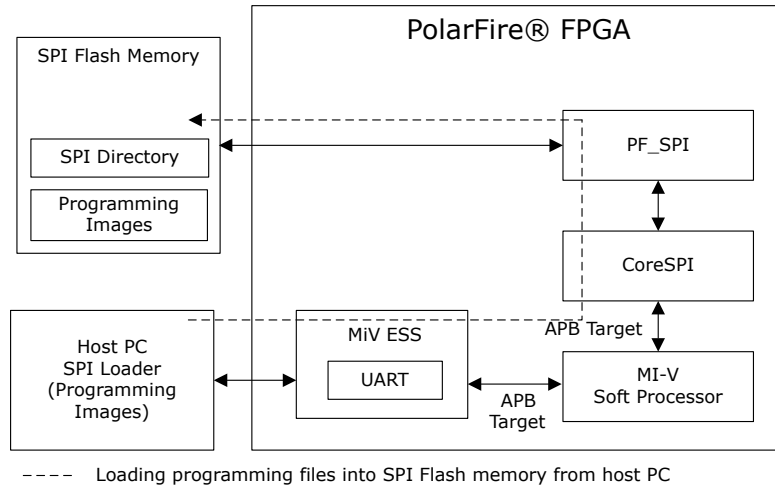 PolarFire® FPGA
SPI Flash Memory
SPI Directory
Programming
Images
PF_SPI
CoreSPI
APB Target
Host PC
SPI Loader
(Programming
Images)
MiV ESS
UART
APB
Target
MI-V
Soft Processor
Loading programming files into SPI Flash memory from host PC